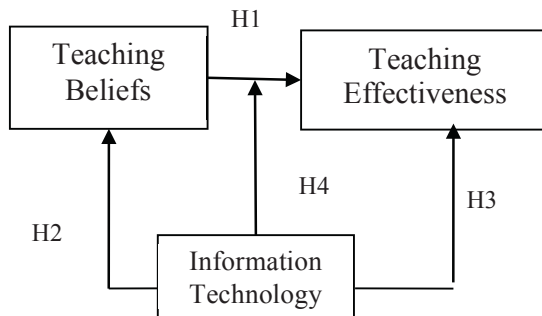 H1
Teaching
Beliefs
Teaching
Effectiveness
H2
H4
H3
Information
Technology